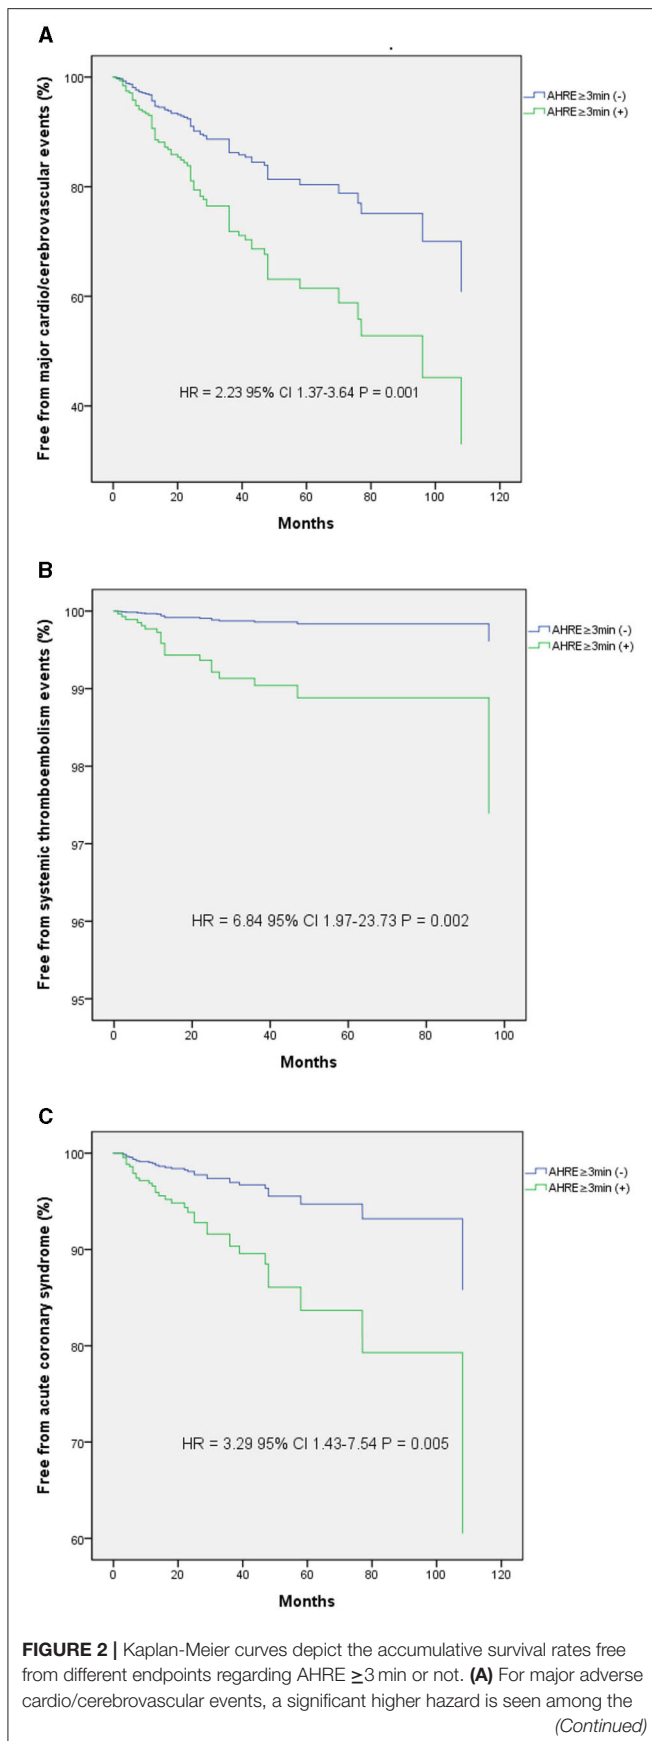 A
Free from major cardio/cerebrovascular events (%)
100
80
60
40
AHRE≥3min (-)
AHRE≥3min (+)
HR = 2.23 95% CI 1.37-3.64 P = 0.001
0 20 40 60 80 100 120
Months
B
Free from systemic thromboembolism events (%)
100
99
98
97
96
95
AHRE≥3min (-)
AHRE≥3min (+)
HR = 6.84 95% CI 1.97-23.73 P = 0.002
0 20 40 60 80 100
Months
C
Free from acute coronary syndrome (%)
100
90
80
70
60
AHRE≥3min (-)
AHRE≥3min (+)
HR = 3.29 95% CI 1.43-7.54 P = 0.005
0 20 40 60 80 100 120
Months
FIGURE 2 | Kaplan-Meier curves depict the accumulative survival rates free
from different endpoints regarding AHRE ≥3 min or not. (A) For major adverse
cardio/cerebrovascular events, a significant higher hazard is seen among the
(Continued)